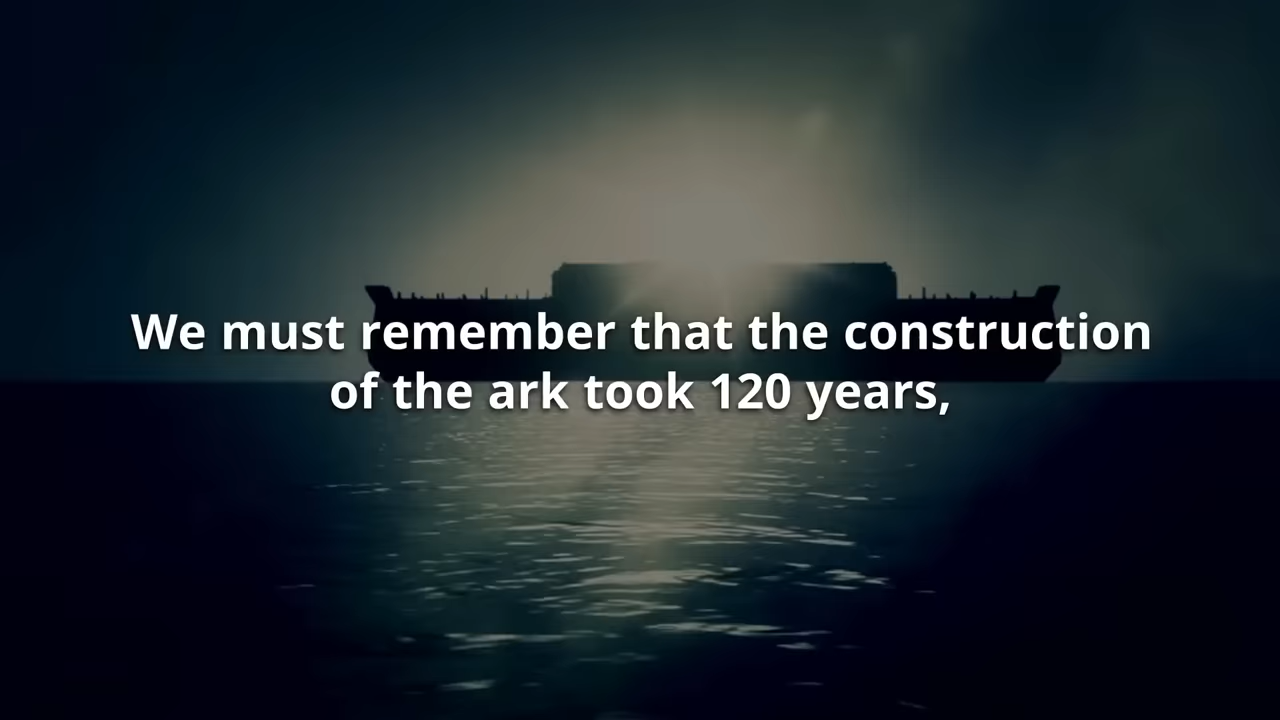 We must remember that the construction
of the ark took 120 years,